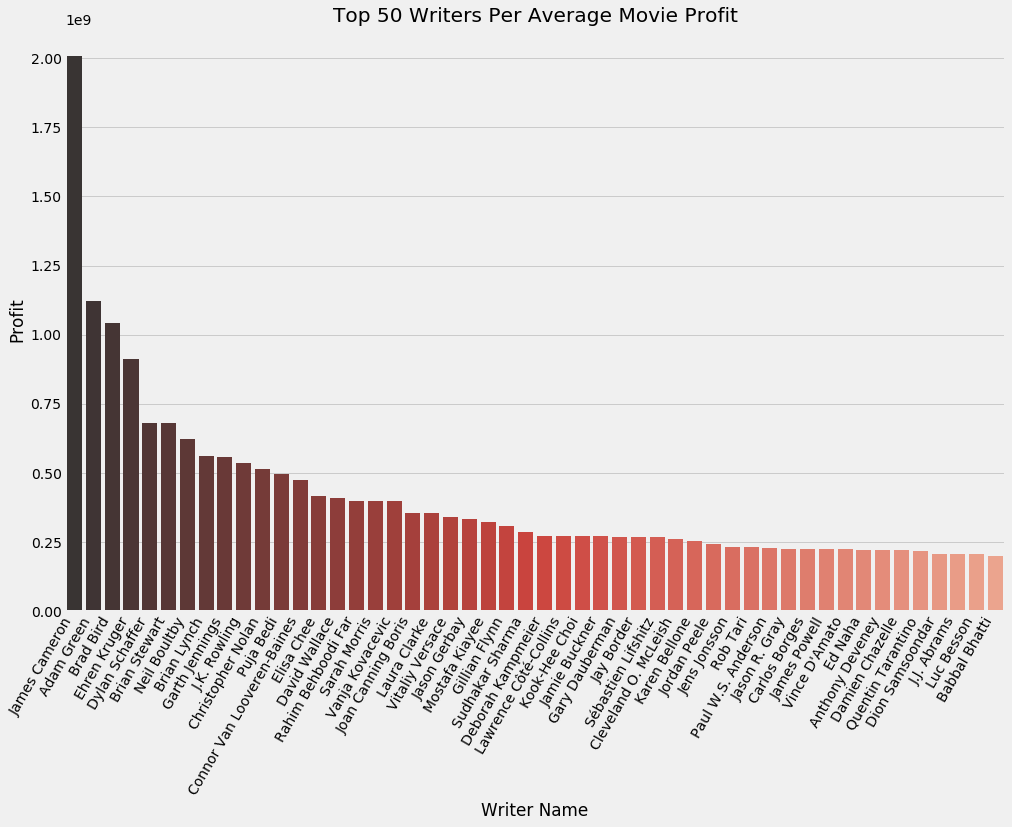 Top 50 Writers Per Average Movie Profit
1e9
2.00
1.75
1.50
1.25
1.00
0.75
0.50
0.25
0.00
Profit
James Cameron
Adam Green
Brad Bird
Ehren Kruger
Dylan Schaffer
Brian Stewart
Neil Boultby
Brian Lynch
Garth Jennings
J.K. Rowling
Christopher Nolan
Puja Bedi
Connor Van Looveren-Baines
Elisa Chee
David Wallace
Rahim Behboodi Far
Sarah Morris
Vanja Kovacevic
Joan Canning Boris
Laura Clarke
Vitaliy Versace
Jason Gerbay
Mostafa Kiayee
Gillian Flynn
Sudhakar Sharma
Deborah Kampmeier
Lawrence Côté-Collins
Kook-Hee Choi
Jamie Buckner
Gary Dauberman
Jay Border
Sébastien Lifshitz
Cleveland O. McLeish
Karen Bellone
Jordan Peele
Jens Jonsson
Rob Tari
Paul W.S. Anderson
Jason R. Gray
Carlos Borges
James Powell
Vince D'Amato
Ed Naha
Anthony Deveney
Damien Chazelle
Quentin Tarantino
Dion Samsoondar
J.J. Abrams
Luc Besson
Babbal Bhatti
Writer Name